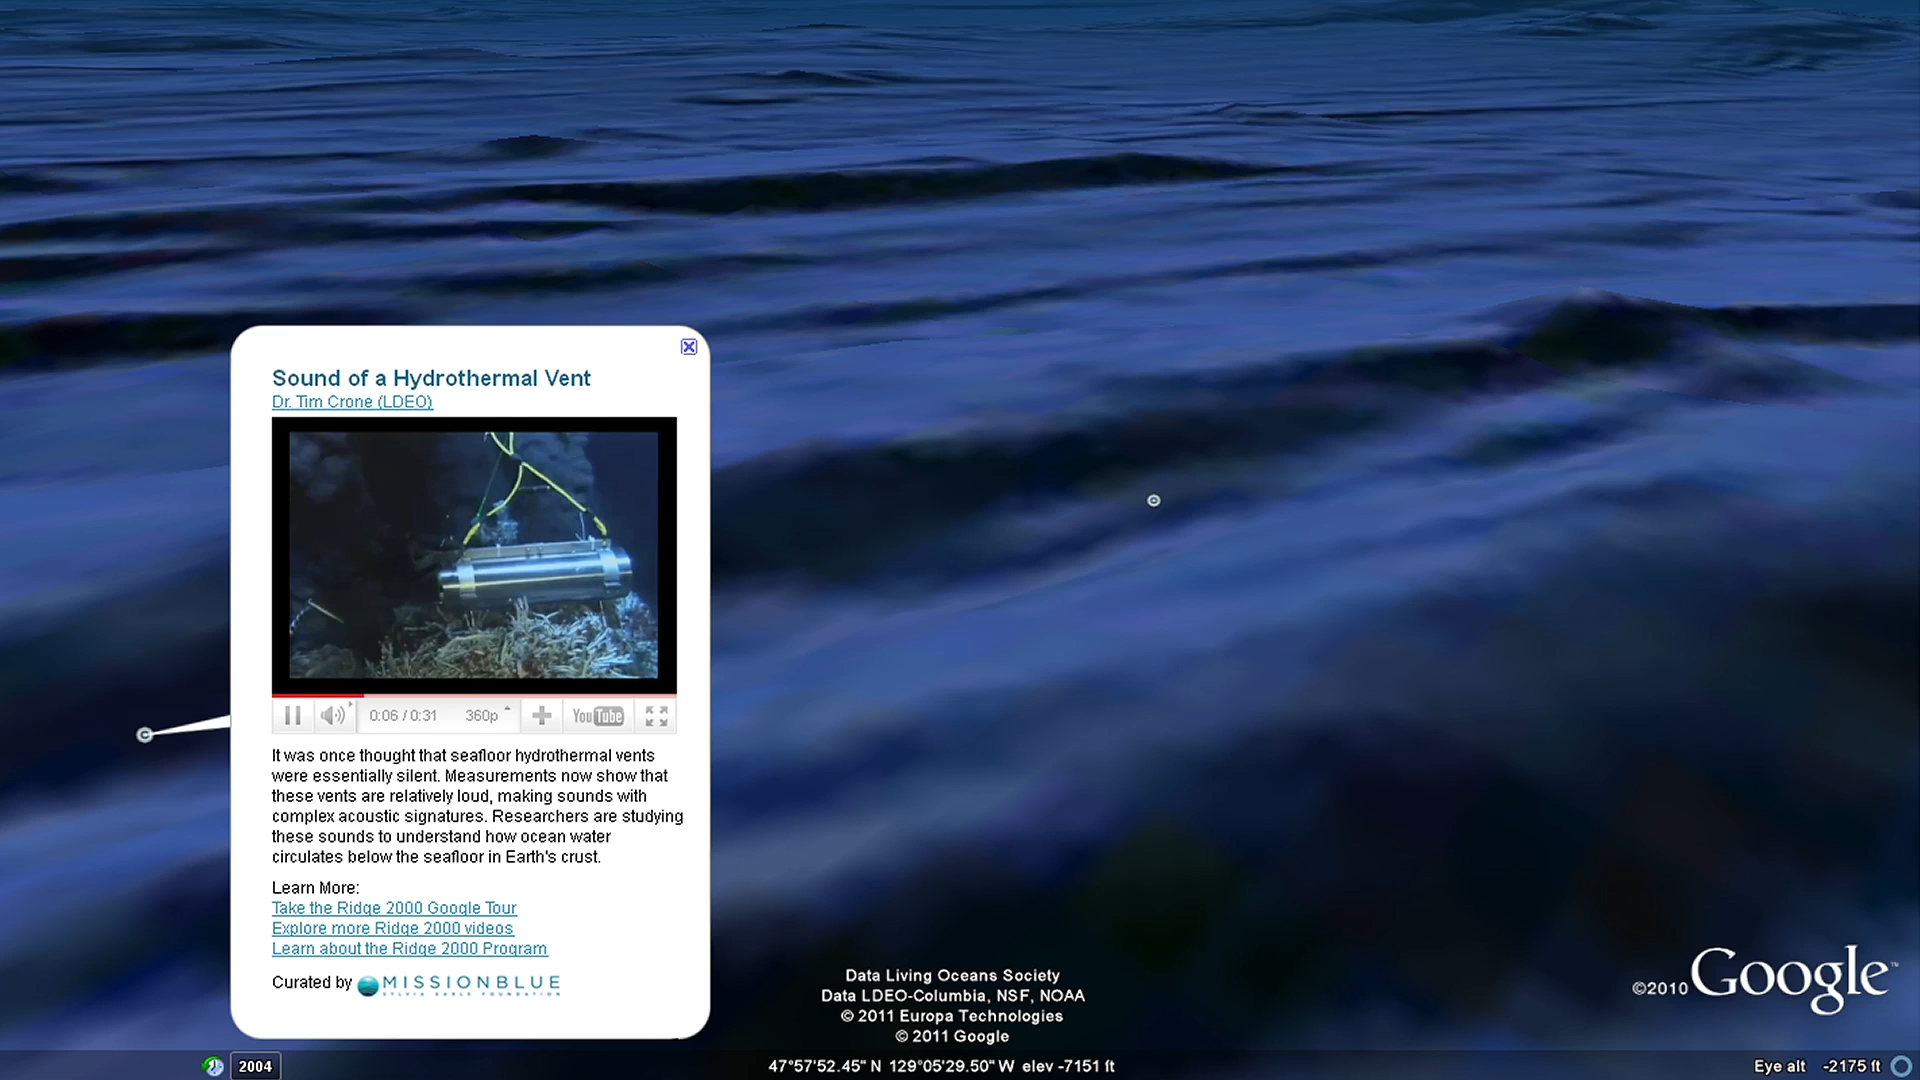 Sound of a Hydrothermal Vent
Dr. Tim Crone (LDEO)
0:06 / 0:31 360p YouTube
It was once thought that seafloor hydrothermal vents
were essentially silent. Measurements now show that
these vents are relatively loud, making sounds with
complex acoustic signatures. Researchers are studying
these sounds to understand how ocean water
circulates below the seafloor in Earth's crust.
Learn More:
Take the Ridge 2000 Google Tour
Explore more Ridge 2000 videos
Learn about the Ridge 2000 Program
Curated by MISSIONBLUE
SYLVIA EARLE FOUNDATION
Data Living Oceans Society
Data LDEO-Columbia, NSF, NOAA
© 2011 Europa Technologies
© 2011 Google
©2010 Google™
2004
47°57'52.45" N 129°05'29.50" W elev -7151 ft
Eye alt -2175 ft